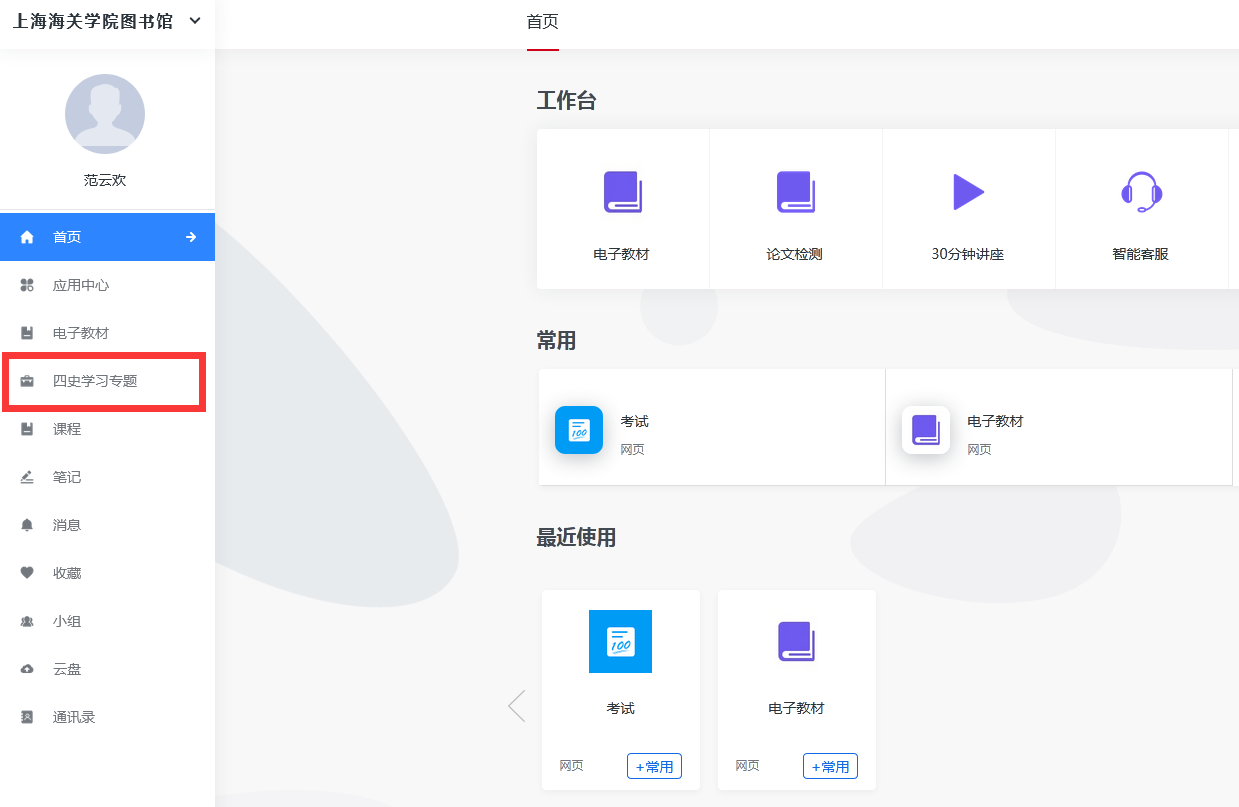 上海海关学院图书馆
首页
范云欢
首页
应用中心
电子教材
四史学习专题
课程
笔记
消息
收藏
小组
云盘
通讯录
工作台
电子教材
论文检测
30分钟讲座
智能客服
常用
100
考试
网页
电子教材
网页
最近使用
100
考试
网页
+常用
电子教材
网页
+常用